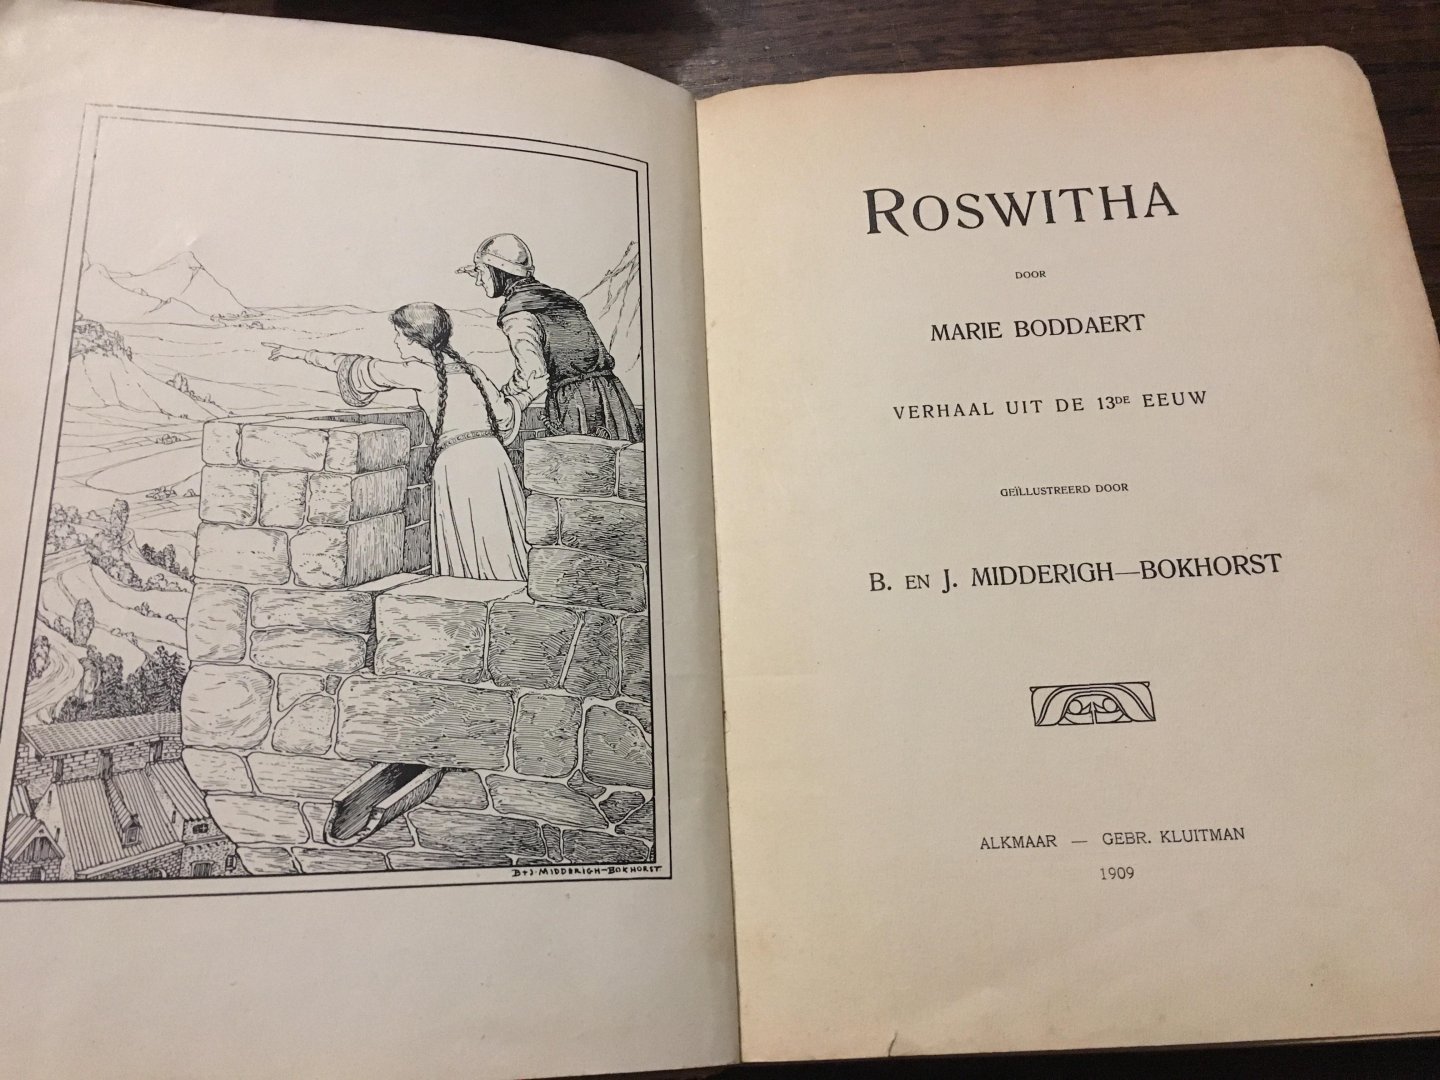 B+J·MIDDERIGH-BOKHORST
ROSWITHA
DOOR
MARIE BODDAERT
VERHAAL UIT DE 13DE EEUW
GEÏLLUSTREERD DOOR
B. EN J. MIDDERIGH—BOKHORST
ALKMAAR — GEBR. KLUITMAN
1909